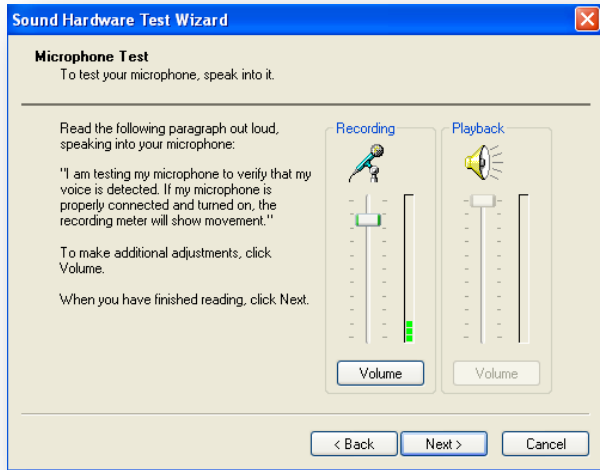 Sound Hardware Test Wizard
Microphone Test
To test your microphone, speak into it.
Read the following paragraph out loud,
speaking into your microphone:
"I am testing my microphone to verify that my
voice is detected. If my microphone is
properly connected and turned on, the
recording meter will show movement."
To make additional adjustments, click
Volume.
When you have finished reading, click Next.
Recording
Playback
Volume
Volume
< Back
Next >
Cancel